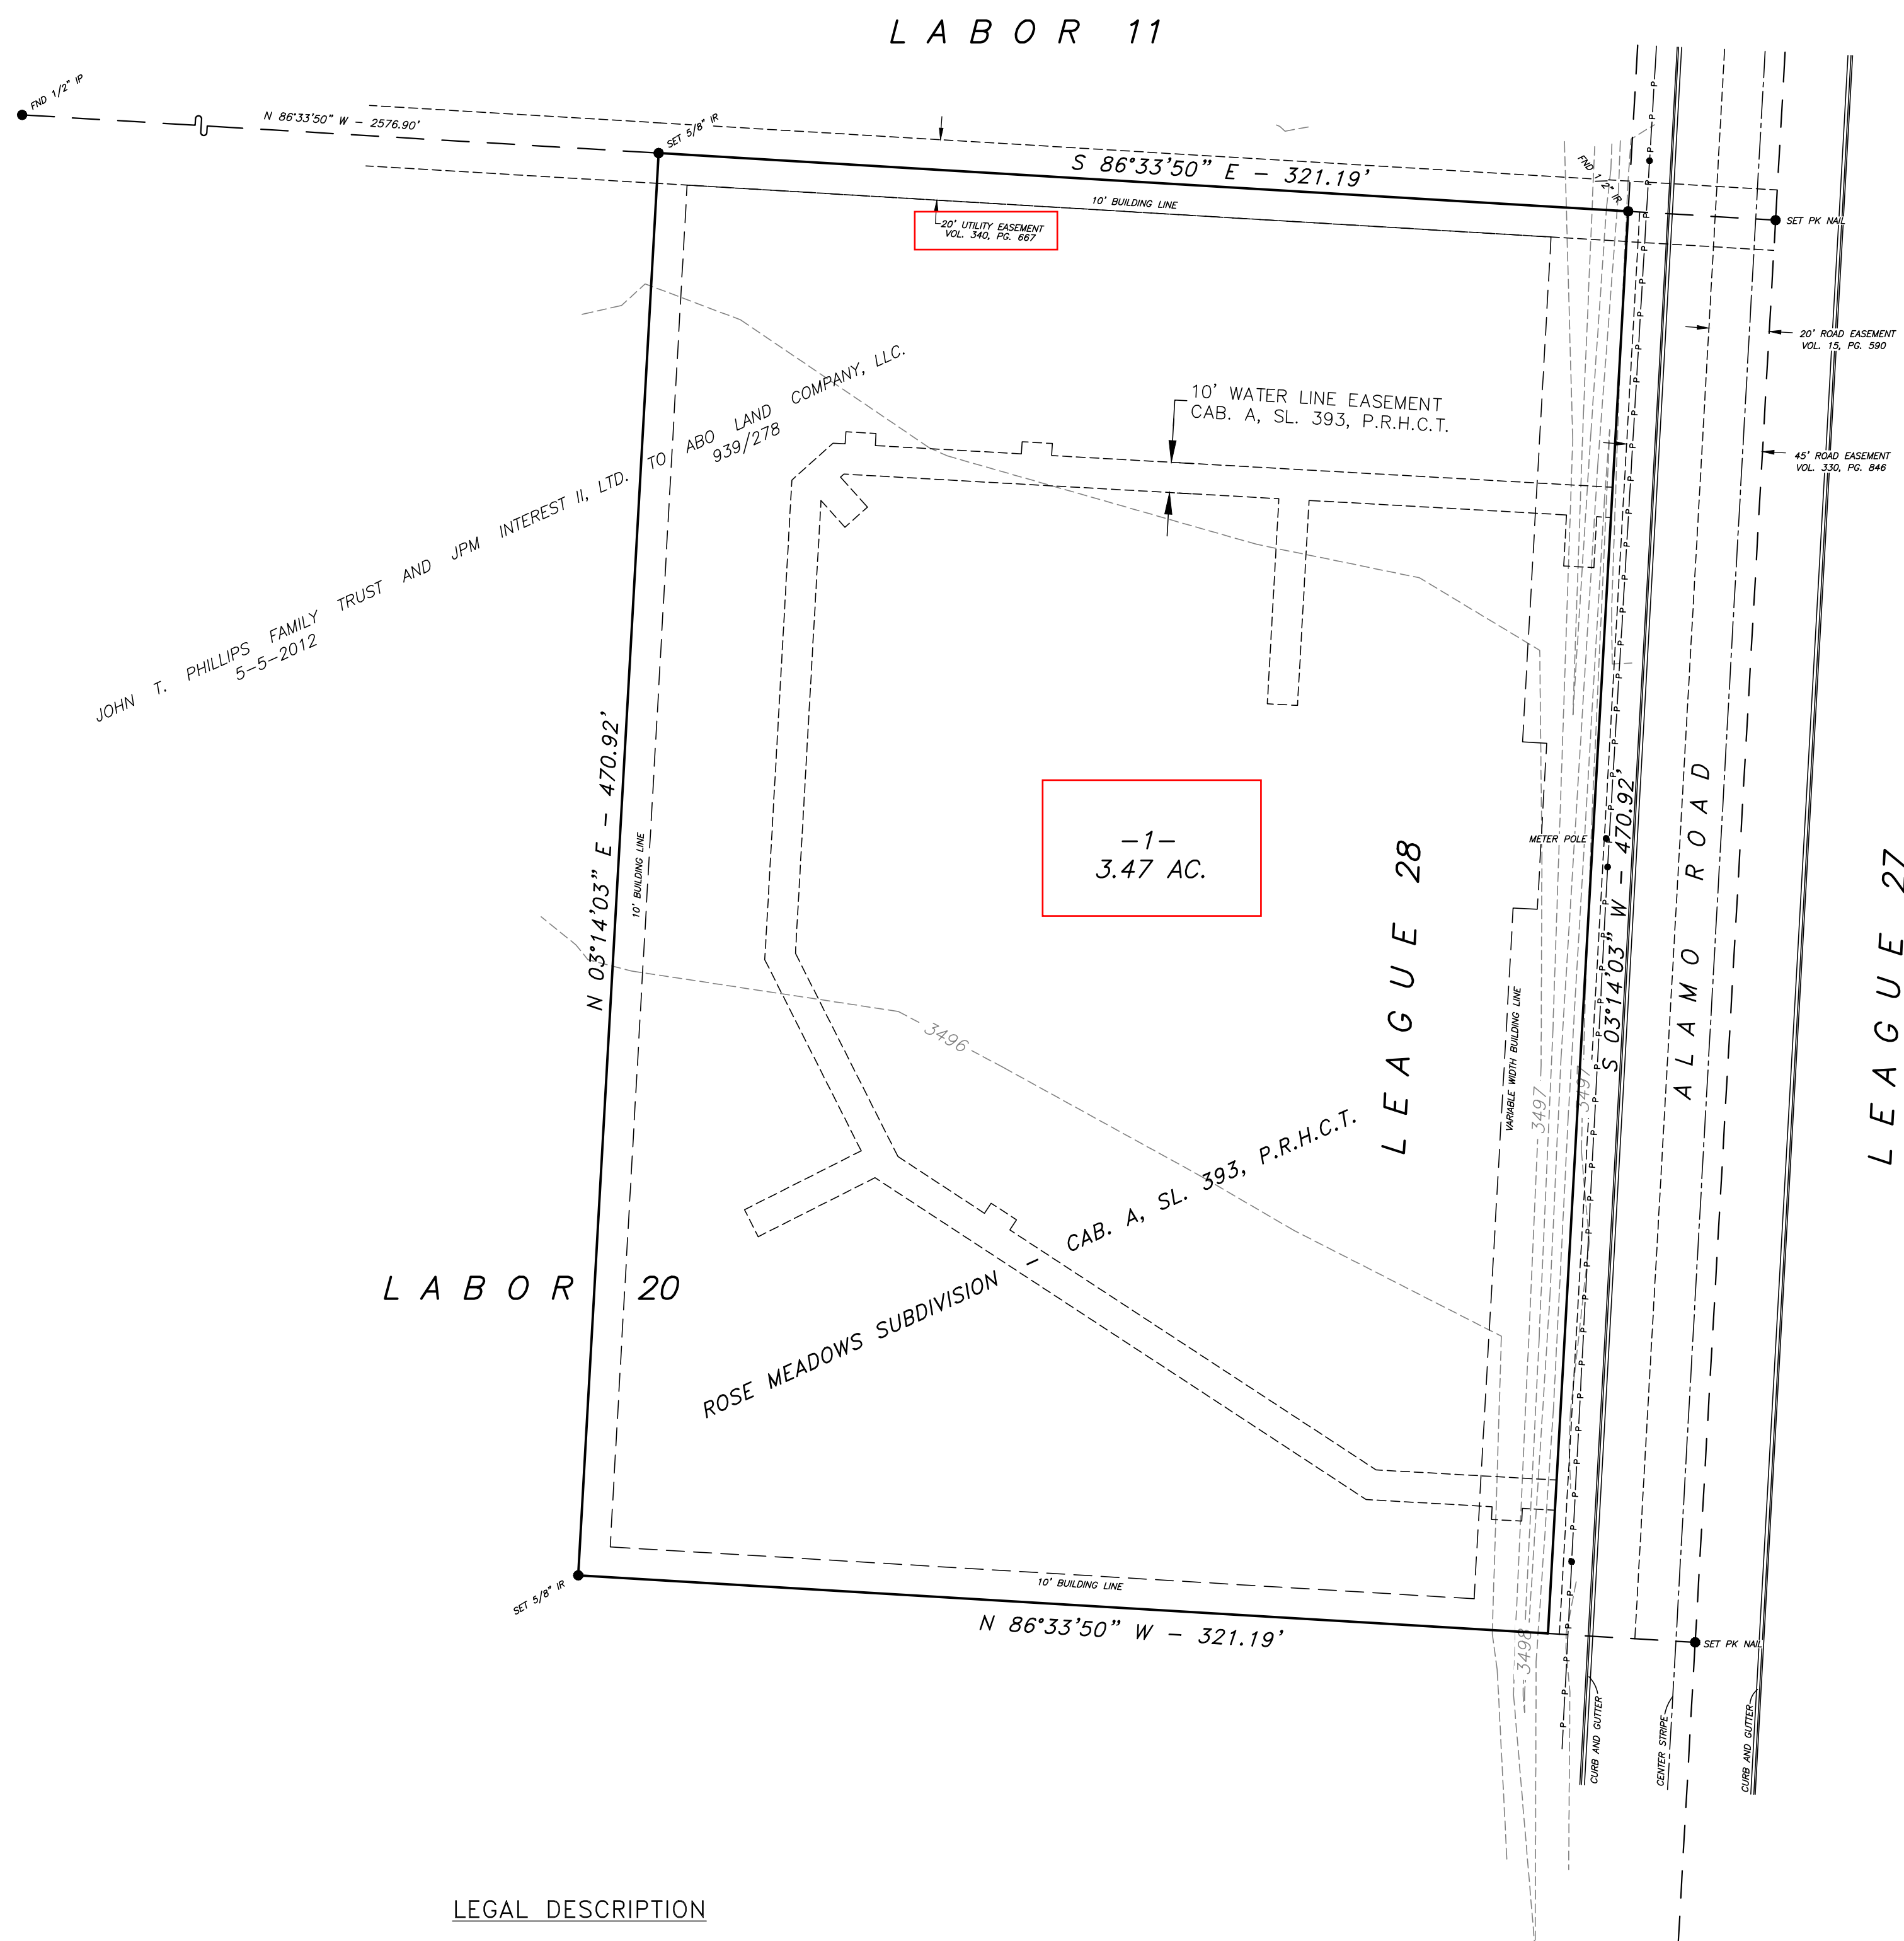 LABOR 11
FND 1/2" IP
N 86°33'50" W - 2576.90'
SET 5/8" IR
S 86°33'50" E - 321.19'
FND 1/2" IR
10' BUILDING LINE
20' UTILITY EASEMENT
VOL. 340, PG. 667
SET PK NAIL
20' ROAD EASEMENT
VOL. 15, PG. 590
10' WATER LINE EASEMENT
CAB. A, SL. 393, P.R.H.C.T.
45' ROAD EASEMENT
VOL. 330, PG. 846
JOHN T. PHILLIPS FAMILY TRUST AND JPM INTEREST II, LTD. TO ABO LAND COMPANY, LLC.
5-5-2012
939/278
N 03°14'03" E - 470.92'
10' BUILDING LINE
-1-
3.47 AC.
LEAGUE 28
METER POLE
S 03°14'03" W - 470.92'
ALAMO ROAD
LEAGUE 27
VARIABLE WIDTH BUILDING LINE
3496
3497
3497
LABOR 20
ROSE MEADOWS SUBDIVISION - CAB. A, SL. 393, P.R.H.C.T.
SET 5/8" IR
10' BUILDING LINE
N 86°33'50" W - 321.19'
3498
SET PK NAIL
CURB AND GUTTER
CENTER STRIPE
CURB AND GUTTER
P P P P P P P P
LEGAL DESCRIPTION